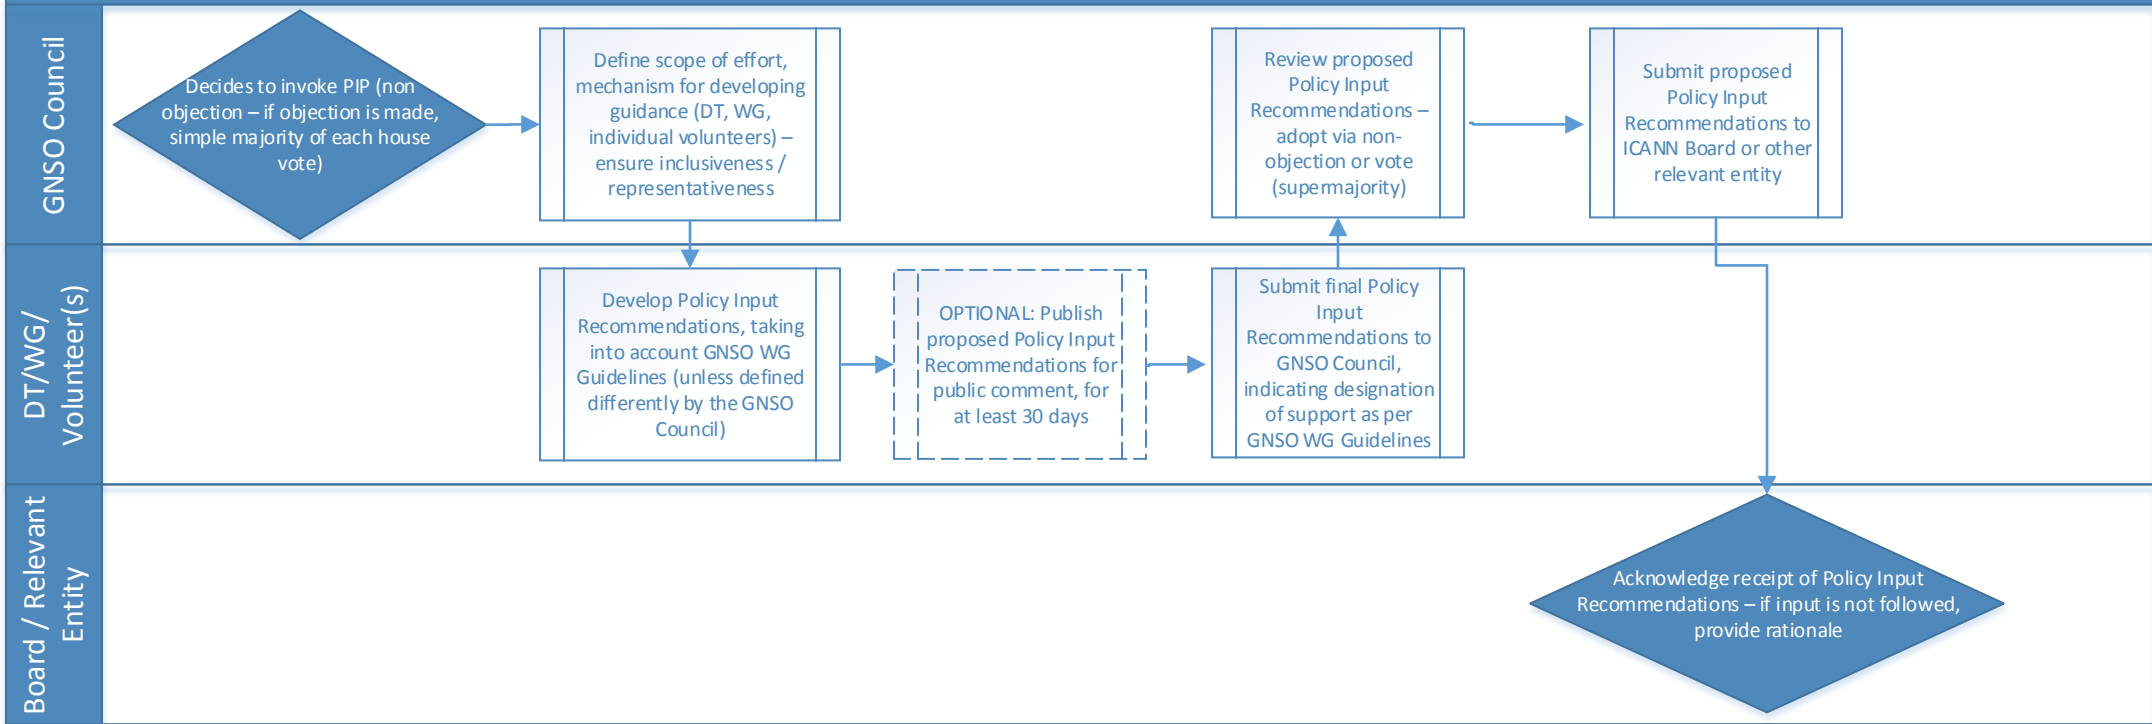 GNSO Council
Decides to invoke PIP (non
objection – if objection is made,
simple majority of each house
vote)
Define scope of effort,
mechanism for developing
guidance (DT, WG,
individual volunteers) –
ensure inclusiveness /
representativeness
Review proposed
Policy Input
Recommendations –
adopt via non-
objection or vote
(supermajority)
Submit proposed
Policy Input
Recommendations to
ICANN Board or other
relevant entity
DT/WG/
Volunteer(s)
Develop Policy Input
Recommendations, taking
into account GNSO WG
Guidelines (unless defined
differently by the GNSO
Council)
OPTIONAL: Publish
proposed Policy Input
Recommendations for
public comment, for
at least 30 days
Submit final Policy
Input
Recommendations to
GNSO Council,
indicating designation
of support as per
GNSO WG Guidelines
Board / Relevant
Entity
Acknowledge receipt of Policy Input
Recommendations – if input is not followed,
provide rationale